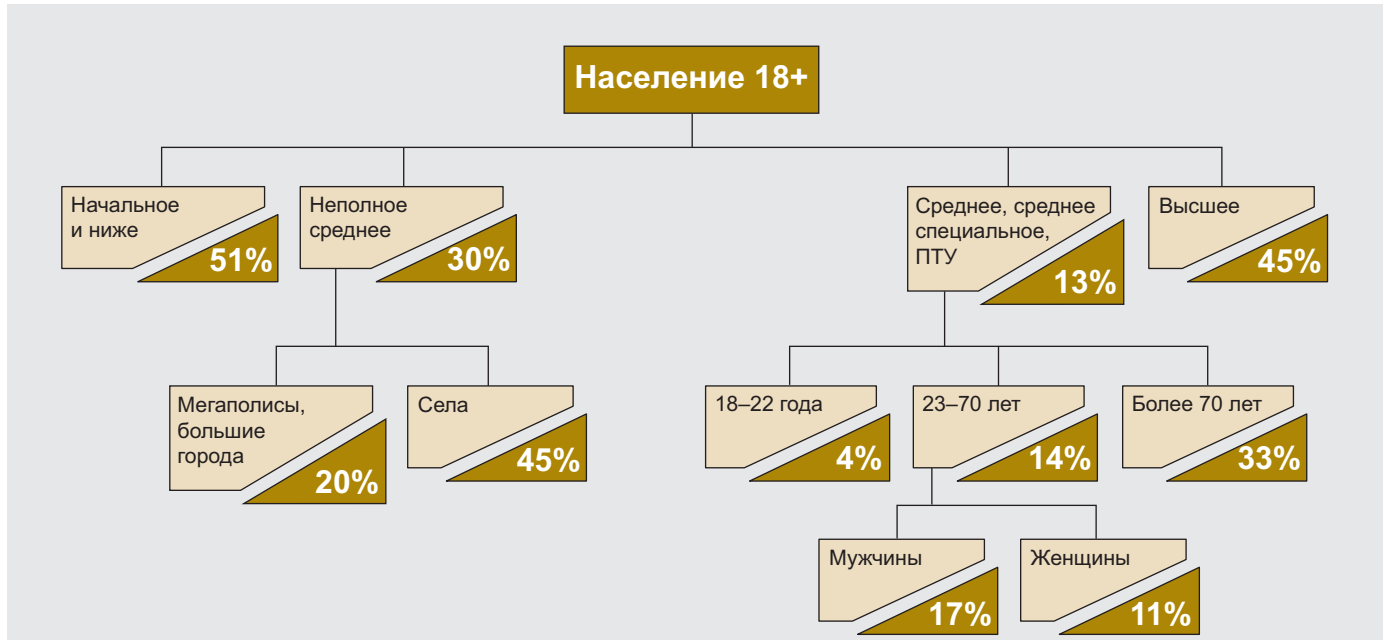 Население 18+
Начальное
и ниже
51%
Неполное
среднее
30%
Среднее, среднее
специальное,
ПТУ
13%
Высшее
45%
Мегаполисы,
большие
города
20%
Села
45%
18–22 года
4%
23–70 лет
14%
Более 70 лет
33%
Мужчины
17%
Женщины
11%